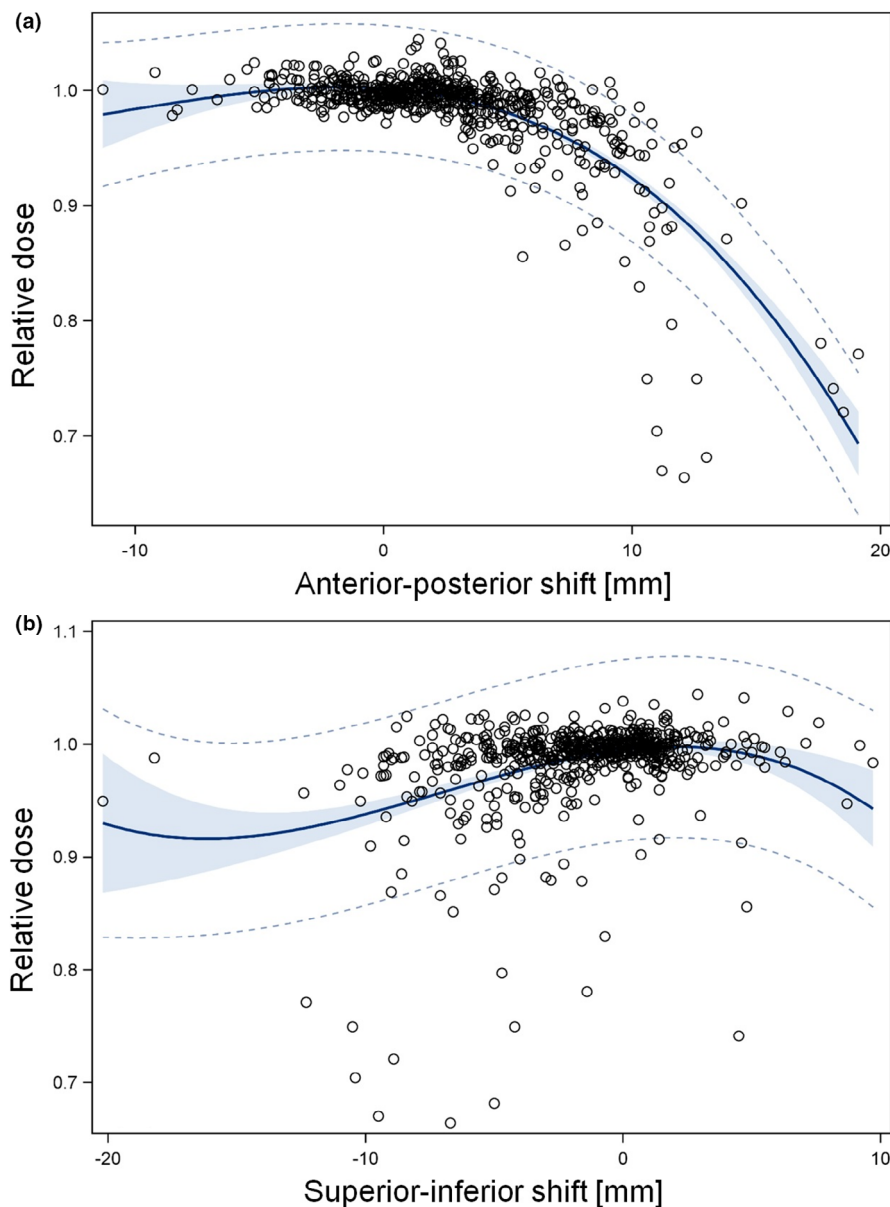 (a)
1.0
0.9
0.8
0.7
Relative dose
-10 0 10 20
Anterior-posterior shift [mm]
(b)
1.1
1.0
0.9
0.8
0.7
Relative dose
-20 -10 0 10
Superior-inferior shift [mm]